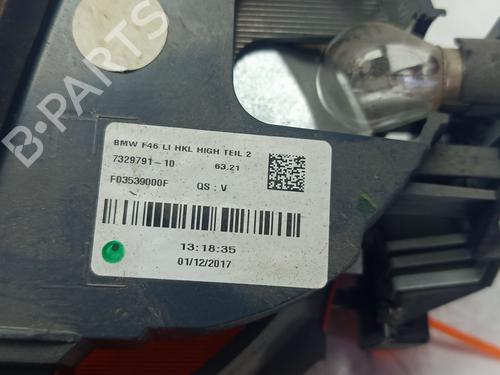 BMW F46 LI HKL HIGH TEIL 2
7329791-10 63.21
F03539000F QS : V
13:18:35
01/12/2017
B